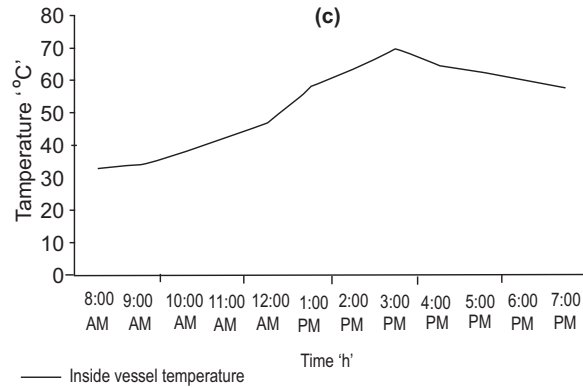 (c)
Tamperature ' ºC'
80
70
60
50
40
30
20
10
0
8:00 AM
9:00 AM
10:00 AM
11:00 AM
12:00 AM
1:00 PM
2:00 PM
3:00 PM
4:00 PM
5:00 PM
6:00 PM
7:00 PM
Time 'h'
Inside vessel temperature